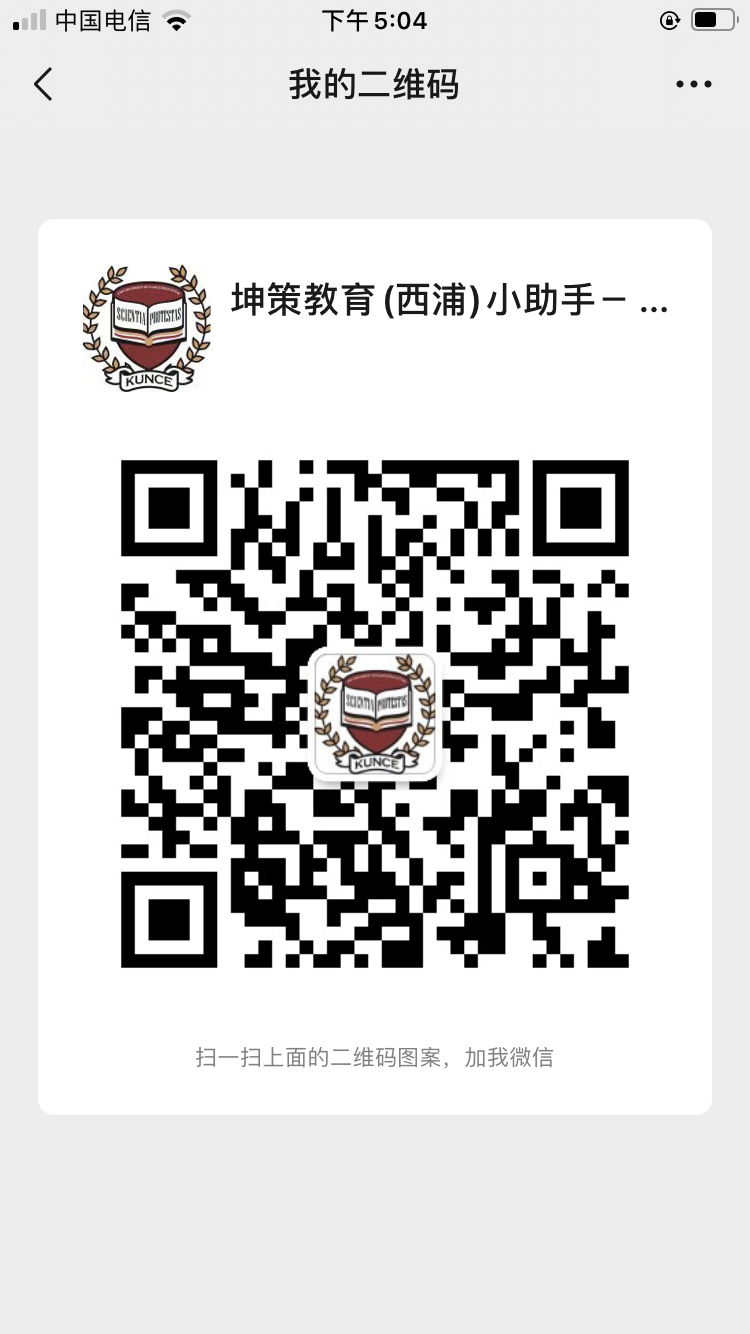 中国电信
下午5:04
我的二维码
坤策教育(西浦)小助手－ ...
SCIENTIA PROTESTAS
KUNCE
KUNCE
扫一扫上面的二维码图案，加我微信